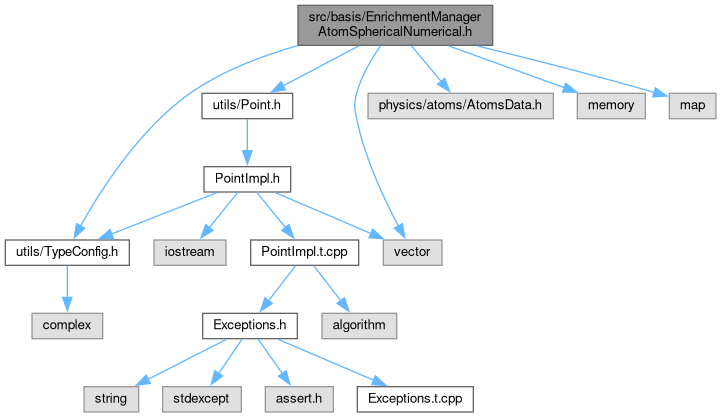 src/basis/EnrichmentManager
AtomSphericalNumerical.h
utils/Point.h
physics/atoms/AtomsData.h
memory
map
PointImpl.h
utils/TypeConfig.h
iostream
PointImpl.t.cpp
vector
complex
Exceptions.h
algorithm
string
stdexcept
assert.h
Exceptions.t.cpp